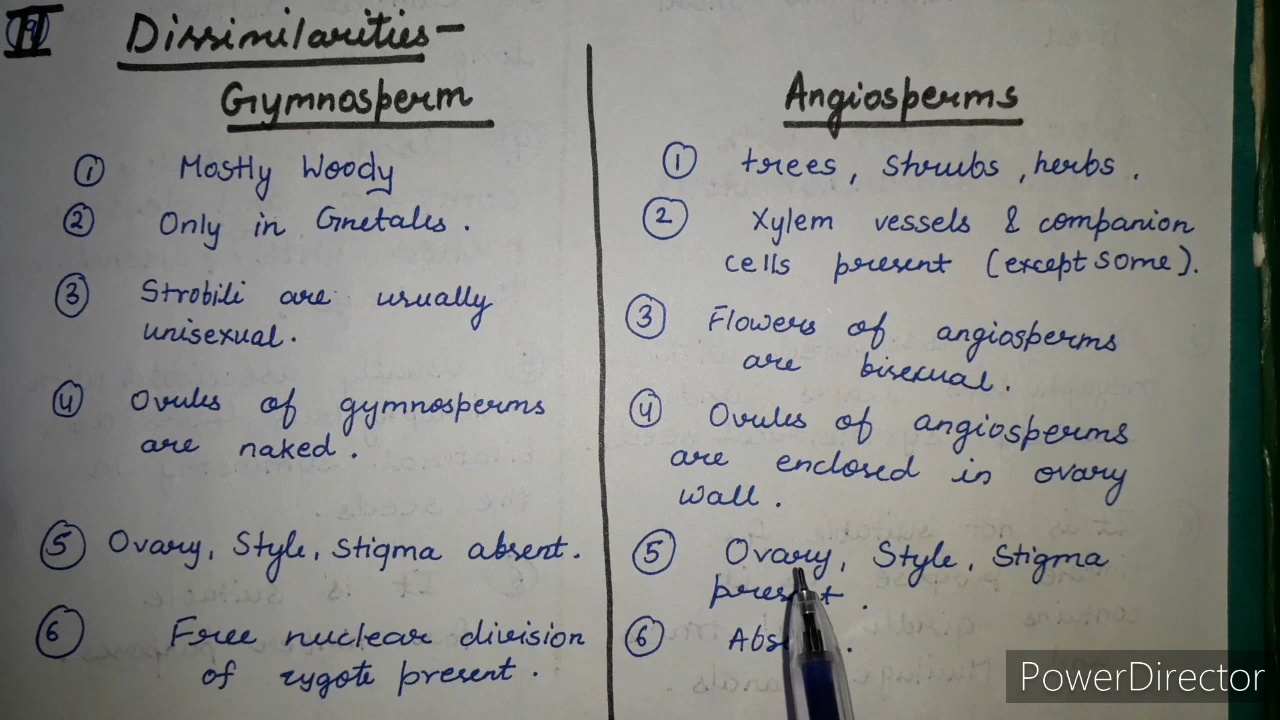 II Dissimilarities-
Gymnosperm
① Mostly Woody
② Only in Gnetales.
③ Strobili are usually
unisexual.
④ Ovules of gymnosperms
are naked.
⑤ Ovary, Style, Stigma absent.
⑥ Free nuclear division
of zygote present.
Angiosperms
① trees, shrubs, herbs.
② Xylem vessels & companion
cells present (except some).
③ Flowers of angiosperms
are bisexual.
④ Ovules of angiosperms
are enclosed in ovary
wall.
⑤ Ovary, Style, Stigma
present.
⑥
PowerDirector